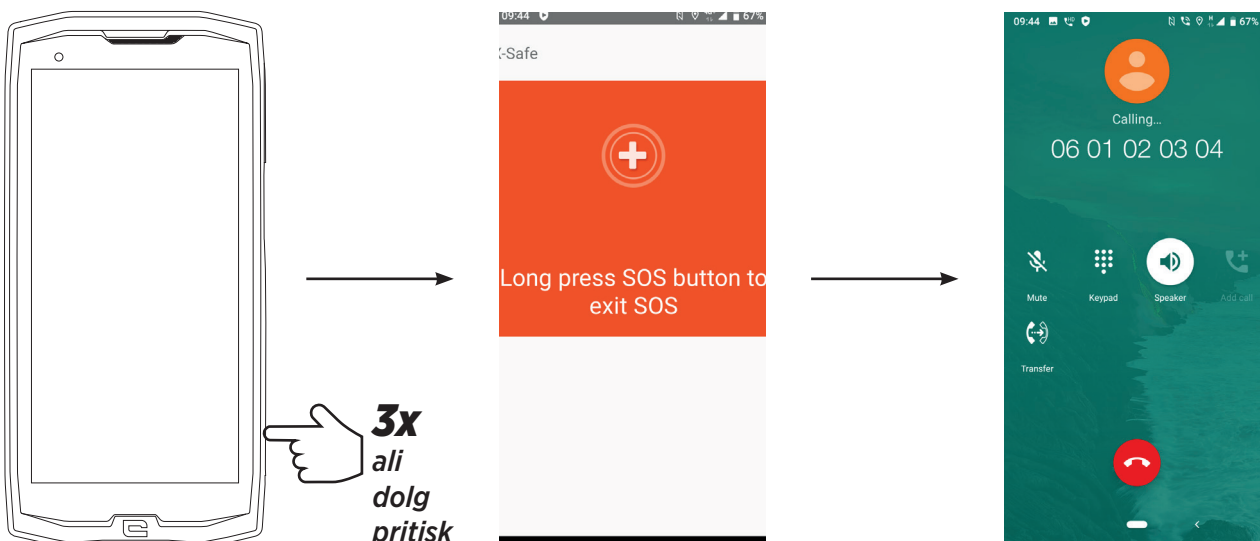 3x
ali
dolg
pritisk
09:44 67%
X-Safe
Long press SOS button to
exit SOS
09:44 67%
Calling...
06 01 02 03 04
Mute Keypad Speaker Add call
Transfer